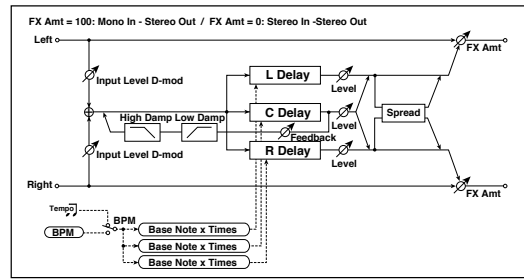 FX Amt = 100: Mono In - Stereo Out / FX Amt = 0: Stereo In -Stereo Out
Left
FX Amt
Input Level D-mod
L Delay
Level
High Damp Low Damp
C Delay
Level
Spread
Feedback
Input Level D-mod
R Delay
Level
Right
FX Amt
Tempo
BPM
BPM
Base Note x Times
Base Note x Times
Base Note x Times